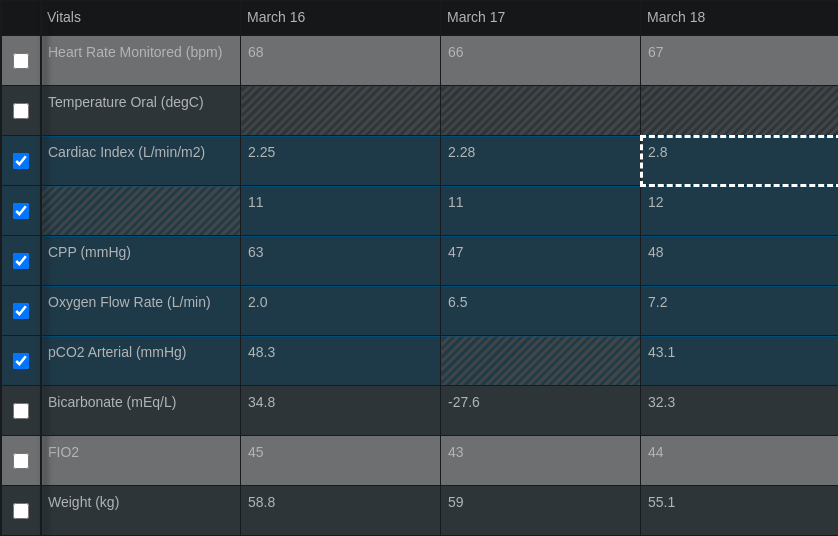 Vitals March 16 March 17 March 18
Heart Rate Monitored (bpm) 68 66 67
Temperature Oral (degC)
Cardiac Index (L/min/m2) 2.25 2.28 2.8
11 11 12
CPP (mmHg) 63 47 48
Oxygen Flow Rate (L/min) 2.0 6.5 7.2
pCO2 Arterial (mmHg) 48.3 43.1
Bicarbonate (mEq/L) 34.8 -27.6 32.3
FIO2 45 43 44
Weight (kg) 58.8 59 55.1